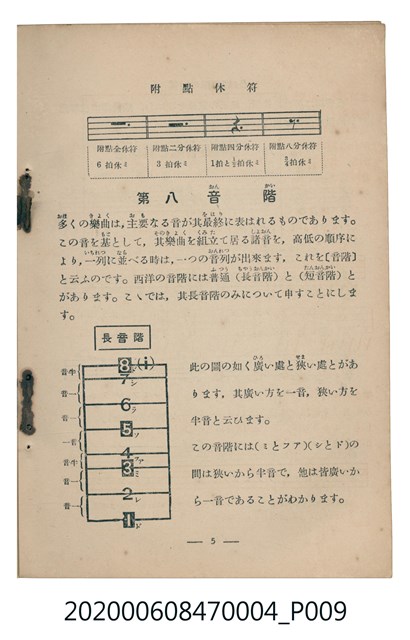 附點休符
附點全休符 附點二分休符 附點四分休符 附點八分休符
6 拍休ミ 3 拍休ミ 1拍と½拍休ミ ¾拍休ミ
第八 音階
多くの樂曲は,主要なる音が其最終に表はれるものであります。
この音を基として,其樂曲を組立て居る諸音を,高低の順序に
より,一列に並べる時は,一つの音列が出來ます,これを[音階]
と云ふのです。西洋の音階には普通(長音階)と(短音階)と
があります。こゝでは,其長音階のみについて申すことにしま
す。
長音階
8(i)ド
7 シ
6 ラ
5 ソ
4 ファ
3 ミ
2 レ
1 ド
音半
音一
音一
音一
音半
音一
音一
此の圖の如く廣い處と狹い處とがあ
ります,其廣い方を一音,狹い方を
半音と云ひます。
この音階には(ミとフア)(シとド)の
間は狹いから半音で,他は皆廣いか
ら一音であることがわかります。
— 5 —
202000608470004_P009